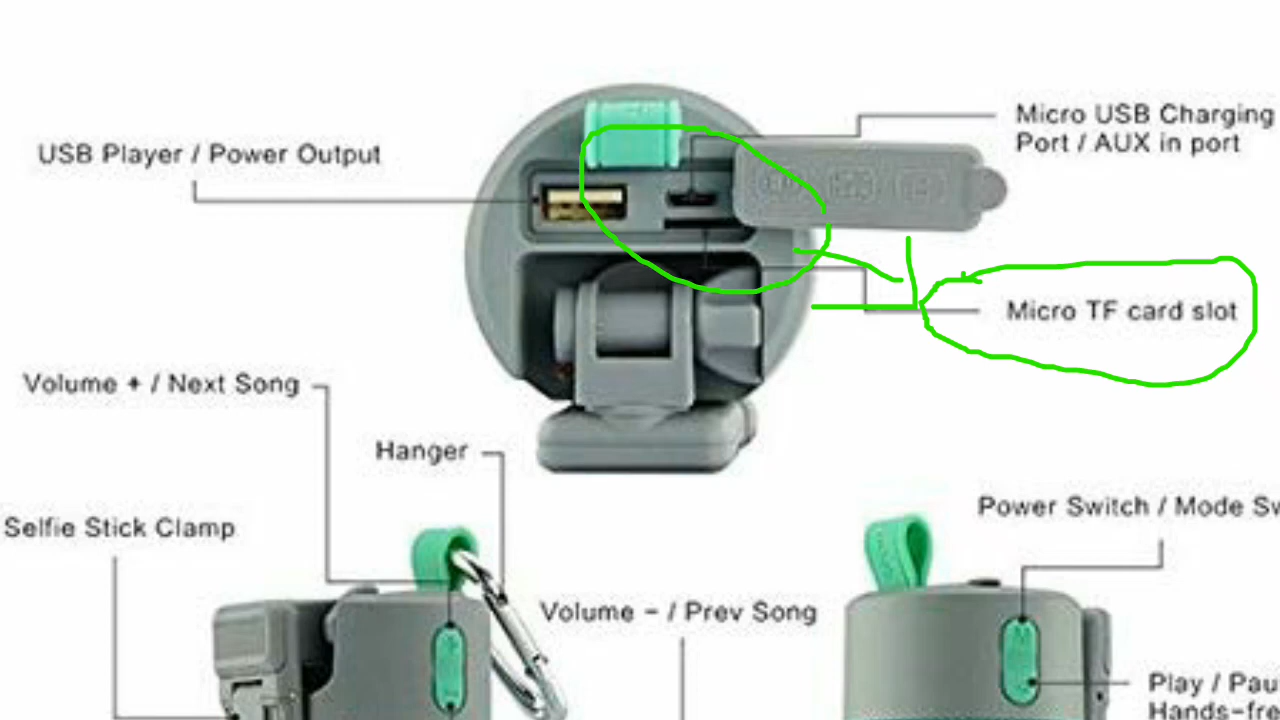 Micro USB Charging
Port / AUX in port
USB Player / Power Output
Micro TF card slot
Volume + / Next Song
Hanger
Selfie Stick Clamp
Power Switch / Mode
Volume – / Prev Song
Play /